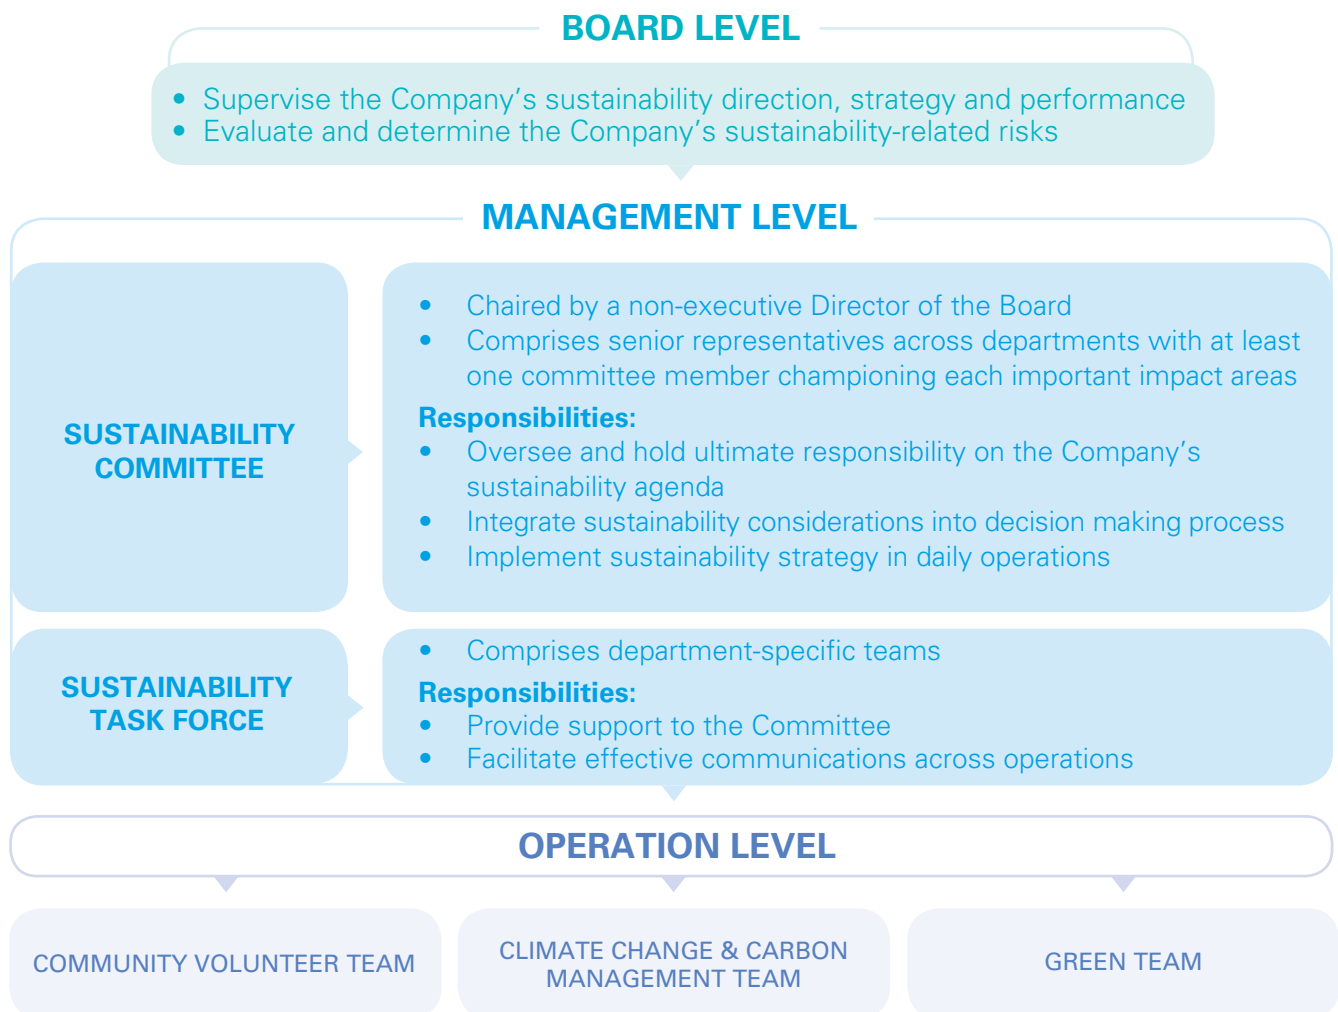 BOARD LEVEL
• Supervise the Company’s sustainability direction, strategy and performance
• Evaluate and determine the Company’s sustainability-related risks
MANAGEMENT LEVEL
SUSTAINABILITY
COMMITTEE
• Chaired by a non-executive Director of the Board
• Comprises senior representatives across departments with at least
one committee member championing each important impact areas
Responsibilities:
• Oversee and hold ultimate responsibility on the Company’s
sustainability agenda
• Integrate sustainability considerations into decision making process
• Implement sustainability strategy in daily operations
SUSTAINABILITY
TASK FORCE
• Comprises department-specific teams
Responsibilities:
• Provide support to the Committee
• Facilitate effective communications across operations
OPERATION LEVEL
COMMUNITY VOLUNTEER TEAM
CLIMATE CHANGE & CARBON
MANAGEMENT TEAM
GREEN TEAM